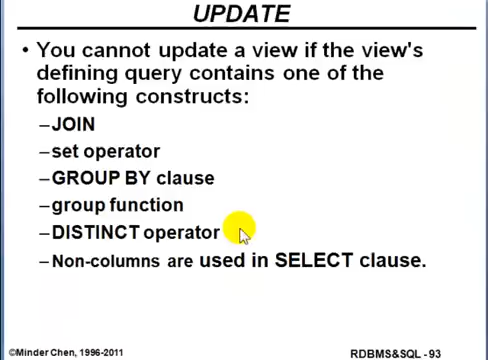 UPDATE
• You cannot update a view if the view's
defining query contains one of the
following constructs:
–JOIN
–set operator
–GROUP BY clause
–group function
–DISTINCT operator
–Non-columns are used in SELECT clause.
©Minder Chen, 1996-2011
RDBMS&SQL - 93